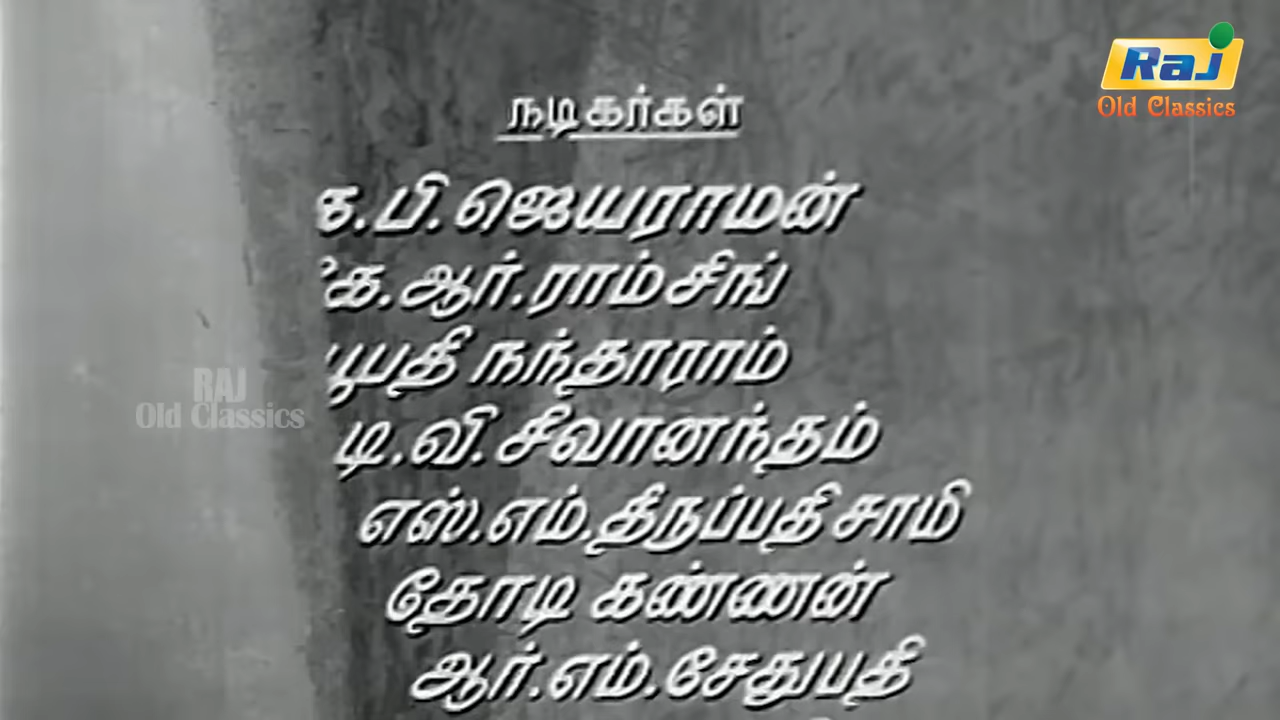 Raj
Old Classics
நடிகர்கள்
பி. ஜெயராமன்
ஆர். ராம்சிங்
நந்தாராம்
டி.வி. சீவானந்தம்
எஸ்.எம். திருப்பதி சாமி
தோடி கண்ணன்
ஆர்.எம். சேதுபதி
RAJ
Old Classics